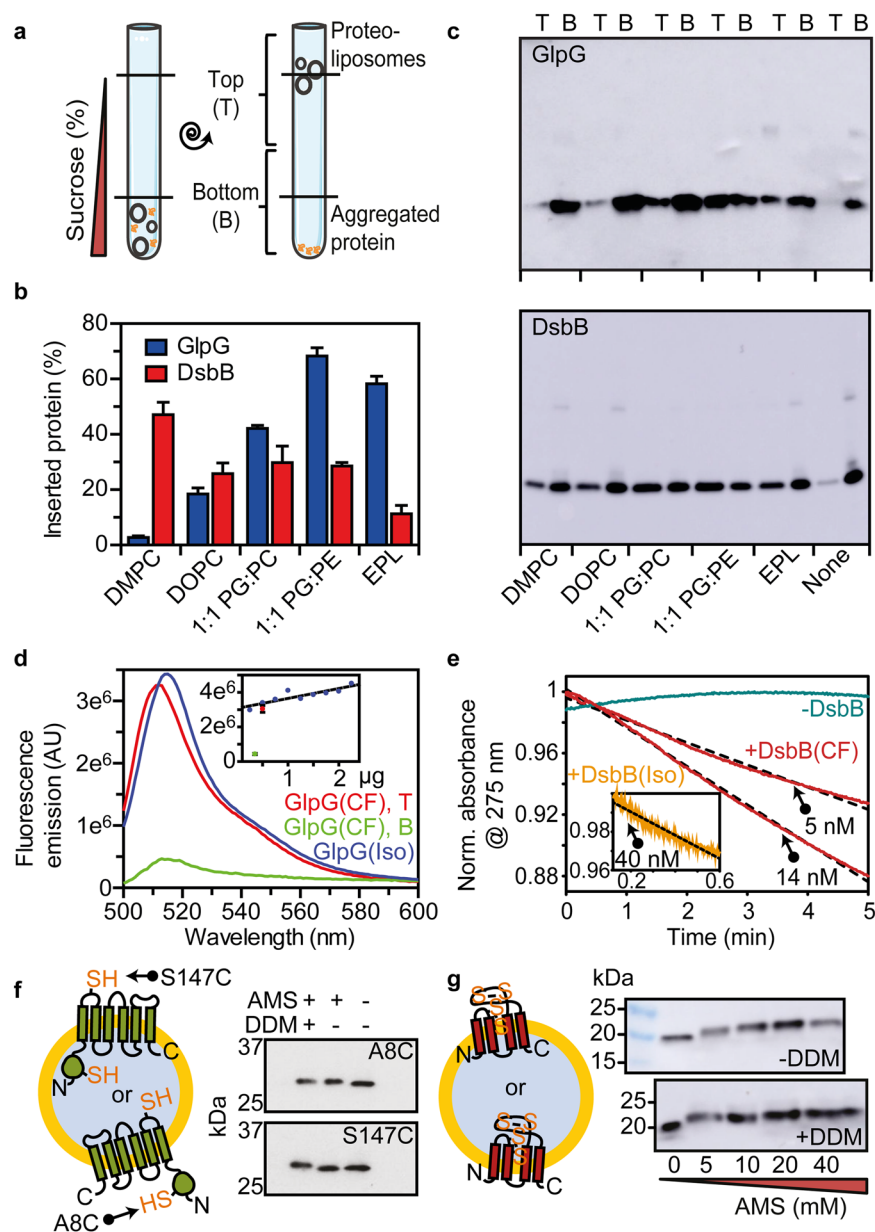 a
Sucrose (%)
Top
(T)
Bottom
(B)
Proteo-
liposomes
Aggregated
protein
b
Inserted protein (%)
80
60
40
20
0
GlpG
DsbB
DMPC
DOPC
1:1 PG:PC
1:1 PG:PE
EPL
c
T B T B T B T B T B T B
GlpG
DsbB
DMPC
DOPC
1:1 PG:PC
1:1 PG:PE
EPL
None
d
Fluorescence
emission (AU)
3e⁶
2e⁶
1e⁶
0
500 520 540 560 580 600
Wavelength (nm)
4e⁶
2e⁶
0
1 2 µg
GlpG(CF), T
GlpG(CF), B
GlpG(Iso)
e
Norm. absorbance
@ 275 nm
1
0.96
0.92
0.88
0 1 2 3 4 5
Time (min)
-DsbB
+DsbB(CF)
+DsbB(Iso)
5 nM
14 nM
40 nM
0.98
0.96
0.2 0.6
f
SH
S147C
C
N
SH
or
SH
C
N
HS
A8C
AMS + + -
DDM + - -
kDa
37
25
A8C
37
25
S147C
g
S-S
S
S
N
C
or
S-S
S
S
N
C
kDa
25
20
15
-DDM
25
20
+DDM
0 5 10 20 40
AMS (mM)